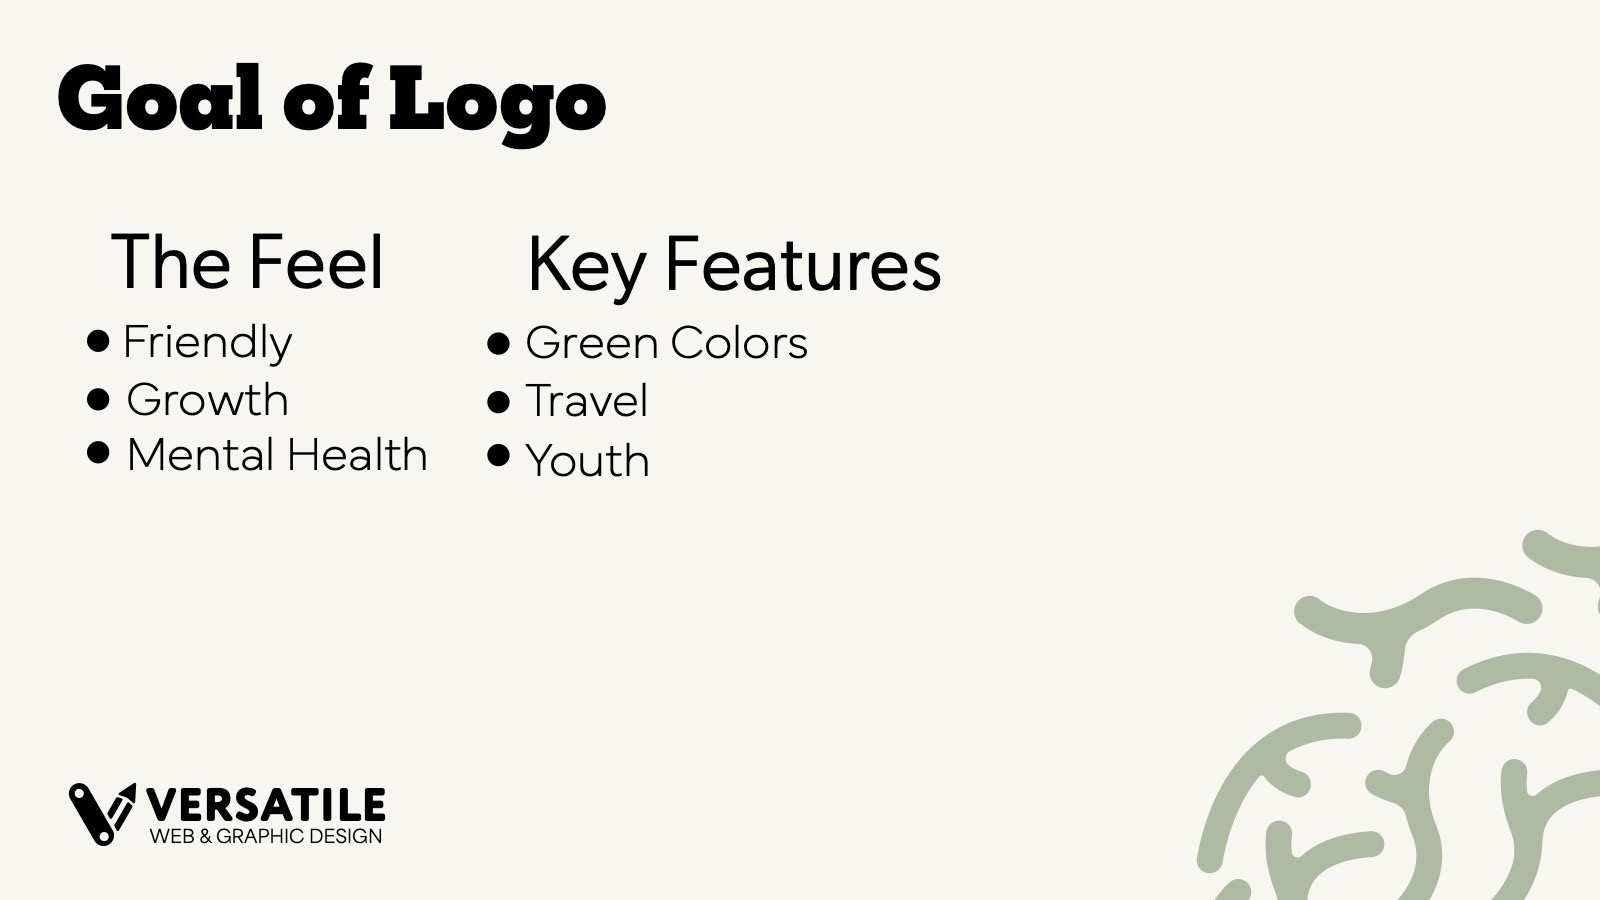 Goal of Logo
The Feel
Friendly
Growth
Mental Health
Key Features
Green Colors
Travel
Youth
VERSATILE
WEB & GRAPHIC DESIGN